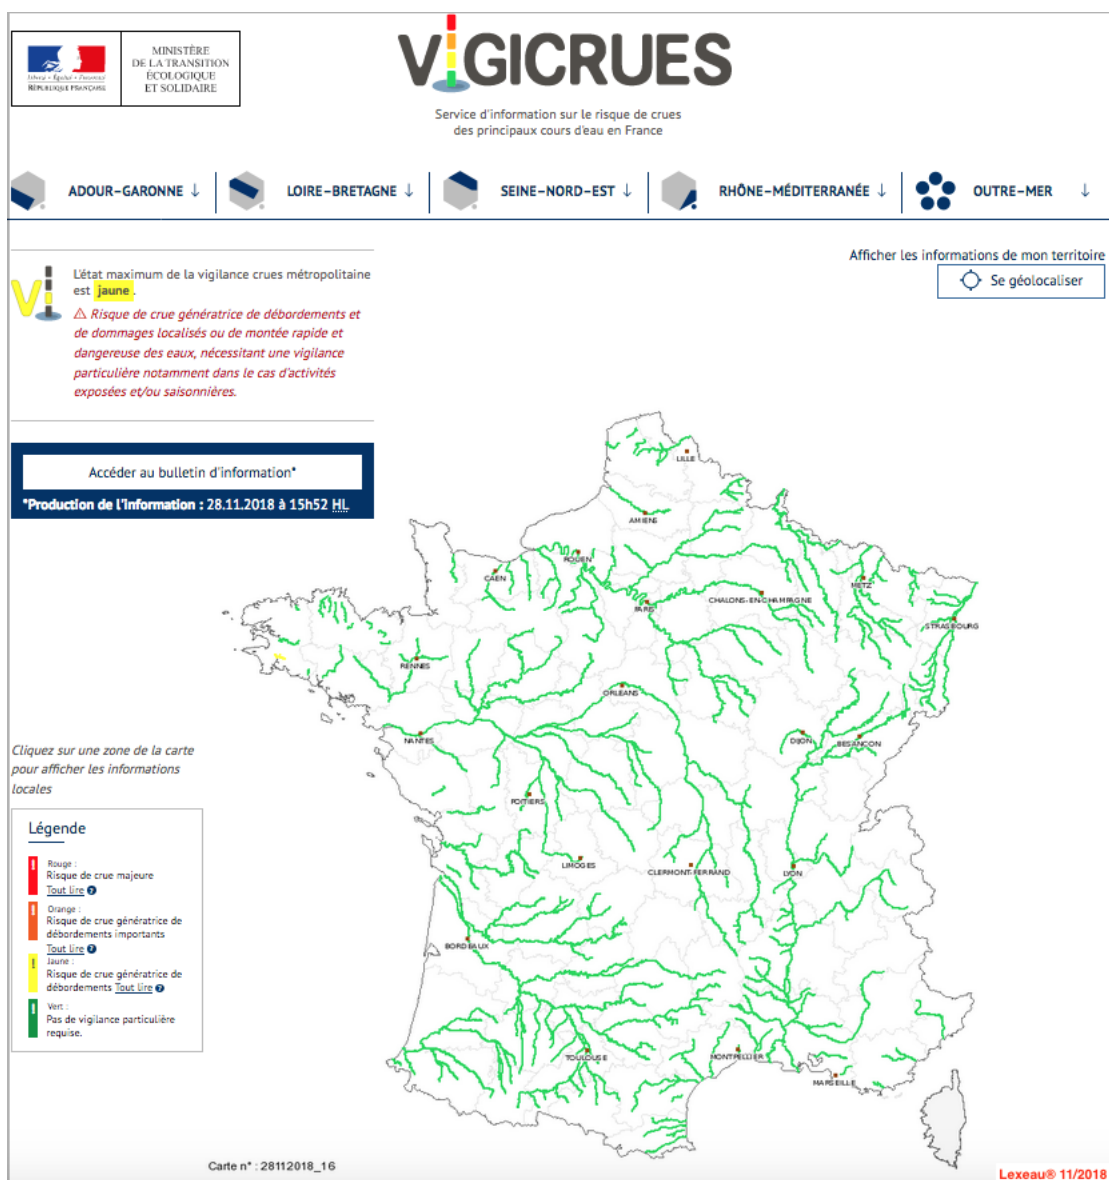 Liberté • Égalité • Fraternité
RÉPUBLIQUE FRANÇAISE
MINISTÈRE
DE LA TRANSITION
ÉCOLOGIQUE
ET SOLIDAIRE
VIGICRUES
Service d'information sur le risque de crues
des principaux cours d'eau en France
ADOUR-GARONNE ↓
LOIRE-BRETAGNE ↓
SEINE-NORD-EST ↓
RHÔNE-MÉDITERRANÉE ↓
OUTRE-MER ↓
Vi
L'état maximum de la vigilance crues métropolitaine
est jaune .
⚠ Risque de crue génératrice de débordements et
de dommages localisés ou de montée rapide et
dangereuse des eaux, nécessitant une vigilance
particulière notamment dans le cas d'activités
exposées et/ou saisonnières.
Afficher les informations de mon territoire
Se géolocaliser
Accéder au bulletin d'information*
*Production de l'information : 28.11.2018 à 15h52 HL
LILLE
AMIENS
ROUEN
CAEN
METZ
CHALONS-EN-CHAMPAGNE
PARIS
STRASBOURG
RENNES
ORLEANS
NANTES
DIJON
BESANCON
POITIERS
LIMOGES
CLERMONT-FERRAND
LYON
BORDEAUX
TOULOUSE
MONTPELLIER
MARSEILLE
Cliquez sur une zone de la carte
pour afficher les informations
locales
Légende
Rouge :
Risque de crue majeure
Tout lire ?
Orange :
Risque de crue génératrice de
débordements importants
Tout lire ?
Jaune :
Risque de crue génératrice de
débordements Tout lire ?
Vert :
Pas de vigilance particulière
requise.
Carte n° : 28112018_16
Lexeau® 11/2018